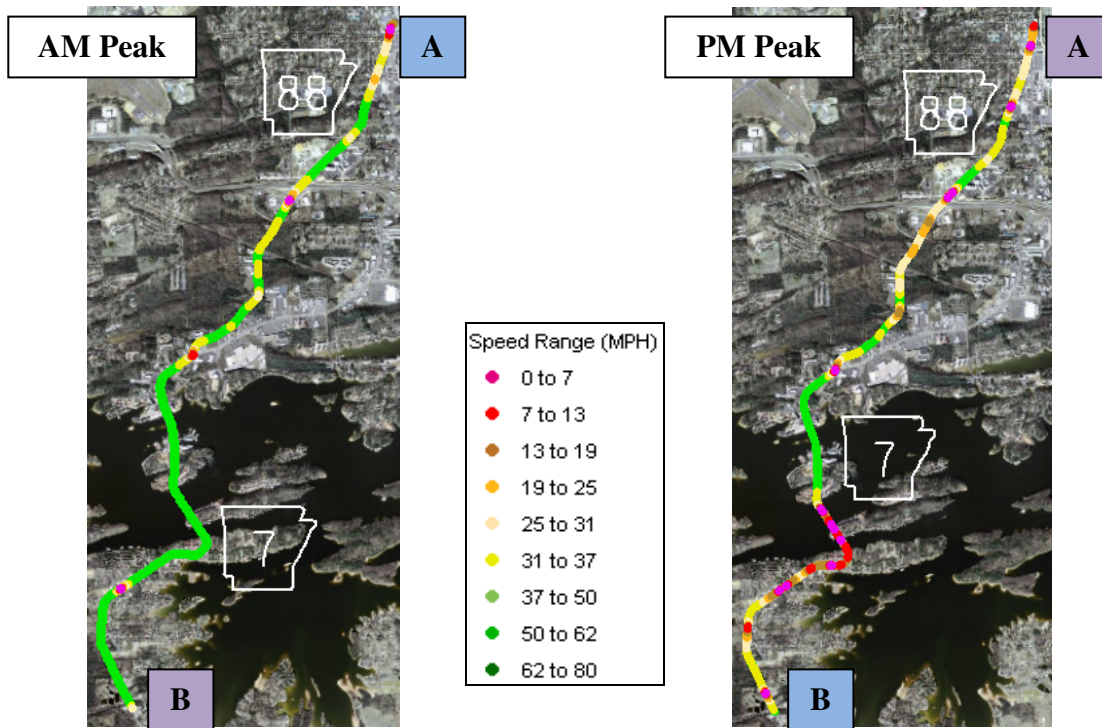 AM Peak
A
88
7
B
Speed Range (MPH)
0 to 7
7 to 13
13 to 19
19 to 25
25 to 31
31 to 37
37 to 50
50 to 62
62 to 80
PM Peak
A
88
7
B